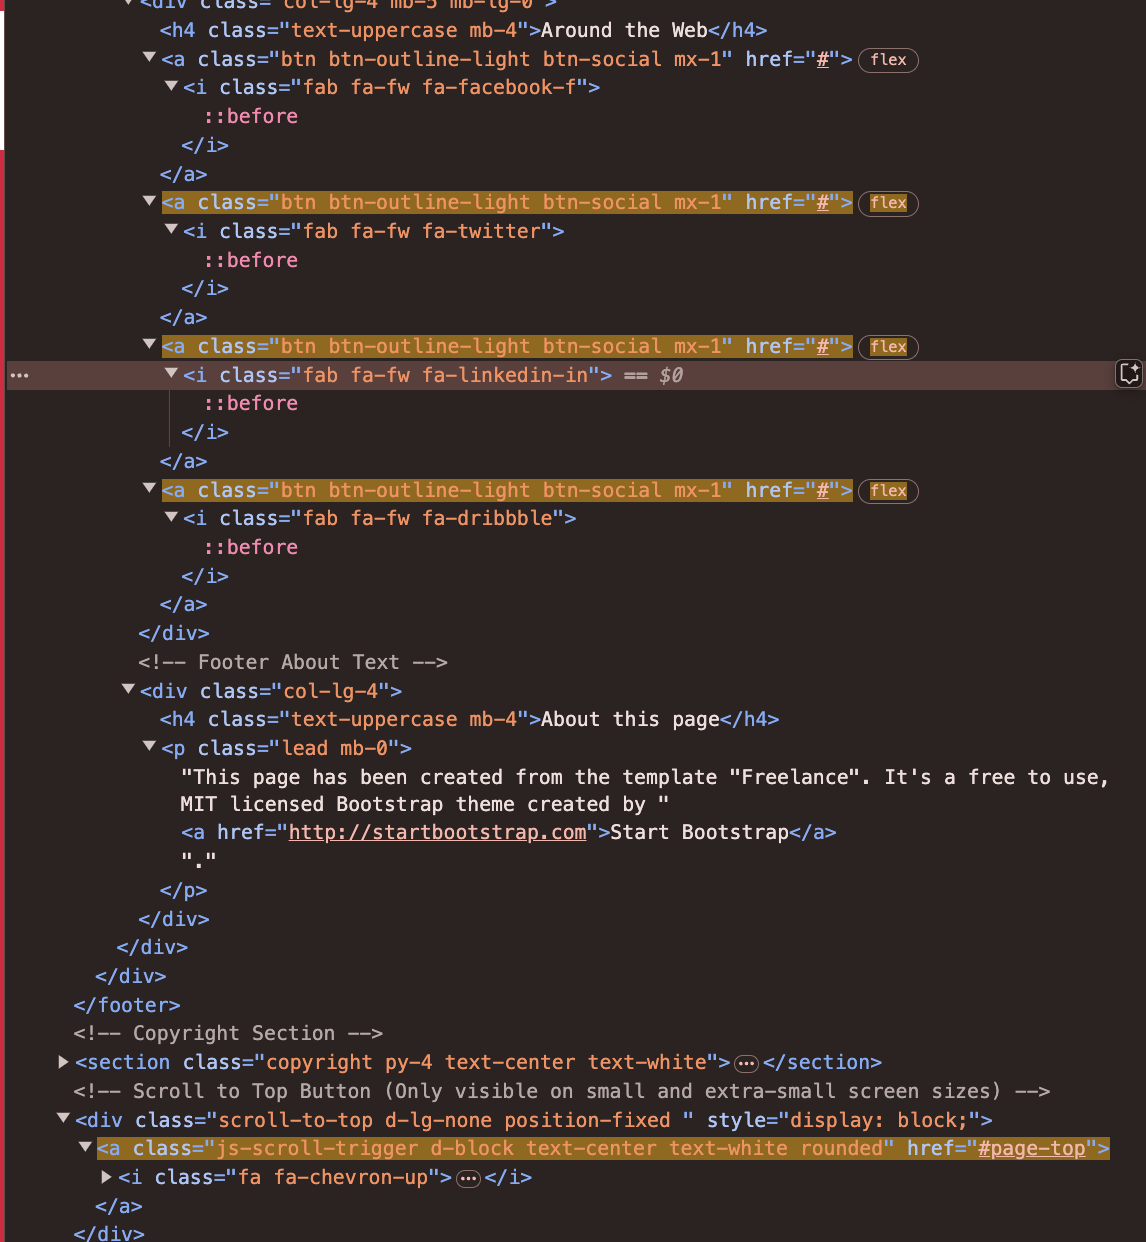 <div class="col-lg-4 mb-5 mb-lg-0">
<h4 class="text-uppercase mb-4">Around the Web</h4>
<a class="btn btn-outline-light btn-social mx-1" href="#"> flex
<i class="fab fa-fw fa-facebook-f">
::before
</i>
</a>
<a class="btn btn-outline-light btn-social mx-1" href="#"> flex
<i class="fab fa-fw fa-twitter">
::before
</i>
</a>
<a class="btn btn-outline-light btn-social mx-1" href="#"> flex
<i class="fab fa-fw fa-linkedin-in"> == $0
::before
</i>
</a>
<a class="btn btn-outline-light btn-social mx-1" href="#"> flex
<i class="fab fa-fw fa-dribbble">
::before
</i>
</a>
</div>
<!-- Footer About Text -->
<div class="col-lg-4">
<h4 class="text-uppercase mb-4">About this page</h4>
<p class="lead mb-0">
"This page has been created from the template "Freelance". It's a free to use,
MIT licensed Bootstrap theme created by "
<a href="http://startbootstrap.com">Start Bootstrap</a>
"."
</p>
</div>
</div>
</div>
</footer>
<!-- Copyright Section -->
<section class="copyright py-4 text-center text-white">…</section>
<!-- Scroll to Top Button (Only visible on small and extra-small screen sizes) -->
<div class="scroll-to-top d-lg-none position-fixed " style="display: block;">
<a class="js-scroll-trigger d-block text-center text-white rounded" href="#page-top">
<i class="fa fa-chevron-up">…</i>
</a>
</div>